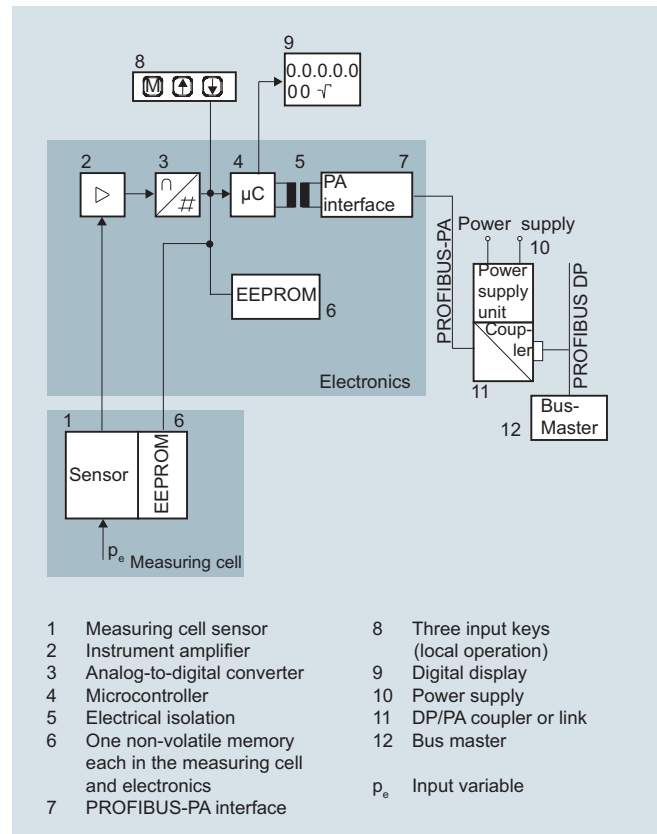 8
9
M
0.0.0.0.0
00 √
2
3
4
5
7
∩
#
µC
PA
interface
EEPROM
6
Electronics
PROFIBUS-PA
Power supply
10
Power
supply
unit
Coup-
ler
11
PROFIBUS DP
12
Bus-
Master
1
6
Sensor
EEPROM
pe
Measuring cell
1 Measuring cell sensor
2 Instrument amplifier
3 Analog-to-digital converter
4 Microcontroller
5 Electrical isolation
6 One non-volatile memory
each in the measuring cell
and electronics
7 PROFIBUS-PA interface
8 Three input keys
(local operation)
9 Digital display
10 Power supply
11 DP/PA coupler or link
12 Bus master
pe Input variable